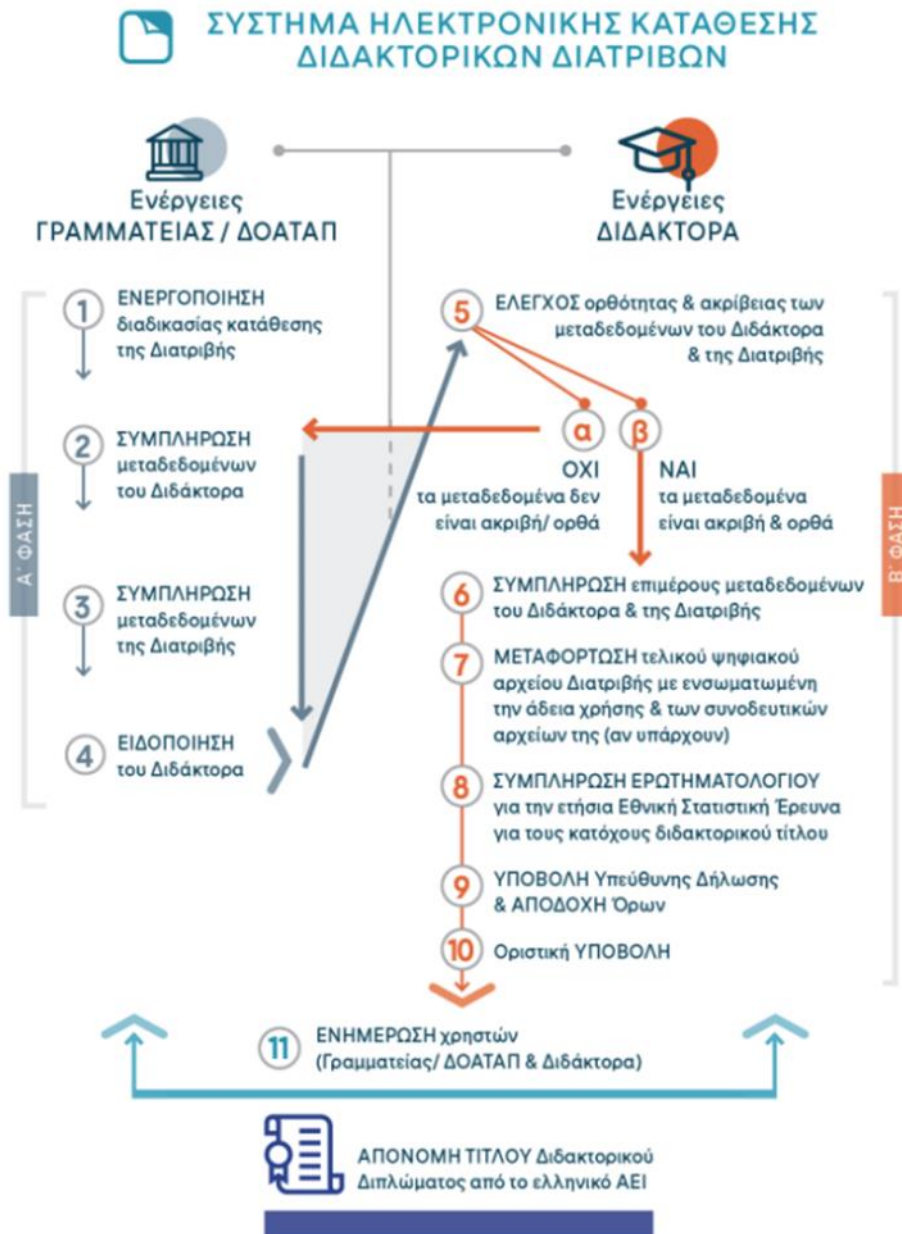 ΣΥΣΤΗΜΑ ΗΛΕΚΤΡΟΝΙΚΗΣ ΚΑΤΑΘΕΣΗΣ
ΔΙΔΑΚΤΟΡΙΚΩΝ ΔΙΑΤΡΙΒΩΝ
Ενέργειες
ΓΡΑΜΜΑΤΕΙΑΣ / ΔΟΑΤΑΠ
Ενέργειες
ΔΙΔΑΚΤΟΡΑ
Α΄ ΦΑΣΗ
1
ΕΝΕΡΓΟΠΟΙΗΣΗ
διαδικασίας κατάθεσης
της Διατριβής
2
ΣΥΜΠΛΗΡΩΣΗ
μεταδεδομένων
του Διδάκτορα
3
ΣΥΜΠΛΗΡΩΣΗ
μεταδεδομένων
της Διατριβής
4
ΕΙΔΟΠΟΙΗΣΗ
του Διδάκτορα
Β΄ ΦΑΣΗ
5
ΕΛΕΓΧΟΣ ορθότητας & ακρίβειας των
μεταδεδομένων του Διδάκτορα
& της Διατριβής
α
ΟΧΙ
τα μεταδεδομένα δεν
είναι ακριβή/ ορθά
β
ΝΑΙ
τα μεταδεδομένα
είναι ακριβή & ορθά
6
ΣΥΜΠΛΗΡΩΣΗ επιμέρους μεταδεδομένων
του Διδάκτορα & της Διατριβής
7
ΜΕΤΑΦΟΡΤΩΣΗ τελικού ψηφιακού
αρχείου Διατριβής με ενσωματωμένη
την άδεια χρήσης & των συνοδευτικών
αρχείων της (αν υπάρχουν)
8
ΣΥΜΠΛΗΡΩΣΗ ΕΡΩΤΗΜΑΤΟΛΟΓΙΟΥ
για την ετήσια Εθνική Στατιστική Έρευνα
για τους κατόχους διδακτορικού τίτλου
9
ΥΠΟΒΟΛΗ Υπεύθυνης Δήλωσης
& ΑΠΟΔΟΧΗ Όρων
10
Οριστική ΥΠΟΒΟΛΗ
11
ΕΝΗΜΕΡΩΣΗ χρηστών
(Γραμματείας/ ΔΟΑΤΑΠ & Διδάκτορα)
ΑΠΟΝΟΜΗ ΤΙΤΛΟΥ Διδακτορικού
Διπλώματος από το ελληνικό ΑΕΙ